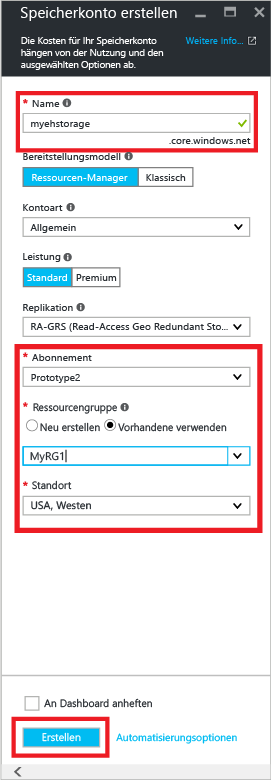 Speicherkonto erstellen
Die Kosten für Ihr Speicherkonto
hängen von der Nutzung und den
ausgewählten Optionen ab.
Weitere Info...
* Name
myehstorage
.core.windows.net
Bereitstellungsmodell
Ressourcen-Manager
Klassisch
Kontoart
Allgemein
Leistung
Standard
Premium
Replikation
RA-GRS (Read-Access Geo Redundant Sto...
* Abonnement
Prototype2
* Ressourcengruppe
Neu erstellen
Vorhandene verwenden
MyRG1
* Standort
USA, Westen
An Dashboard anheften
Erstellen
Automatisierungsoptionen